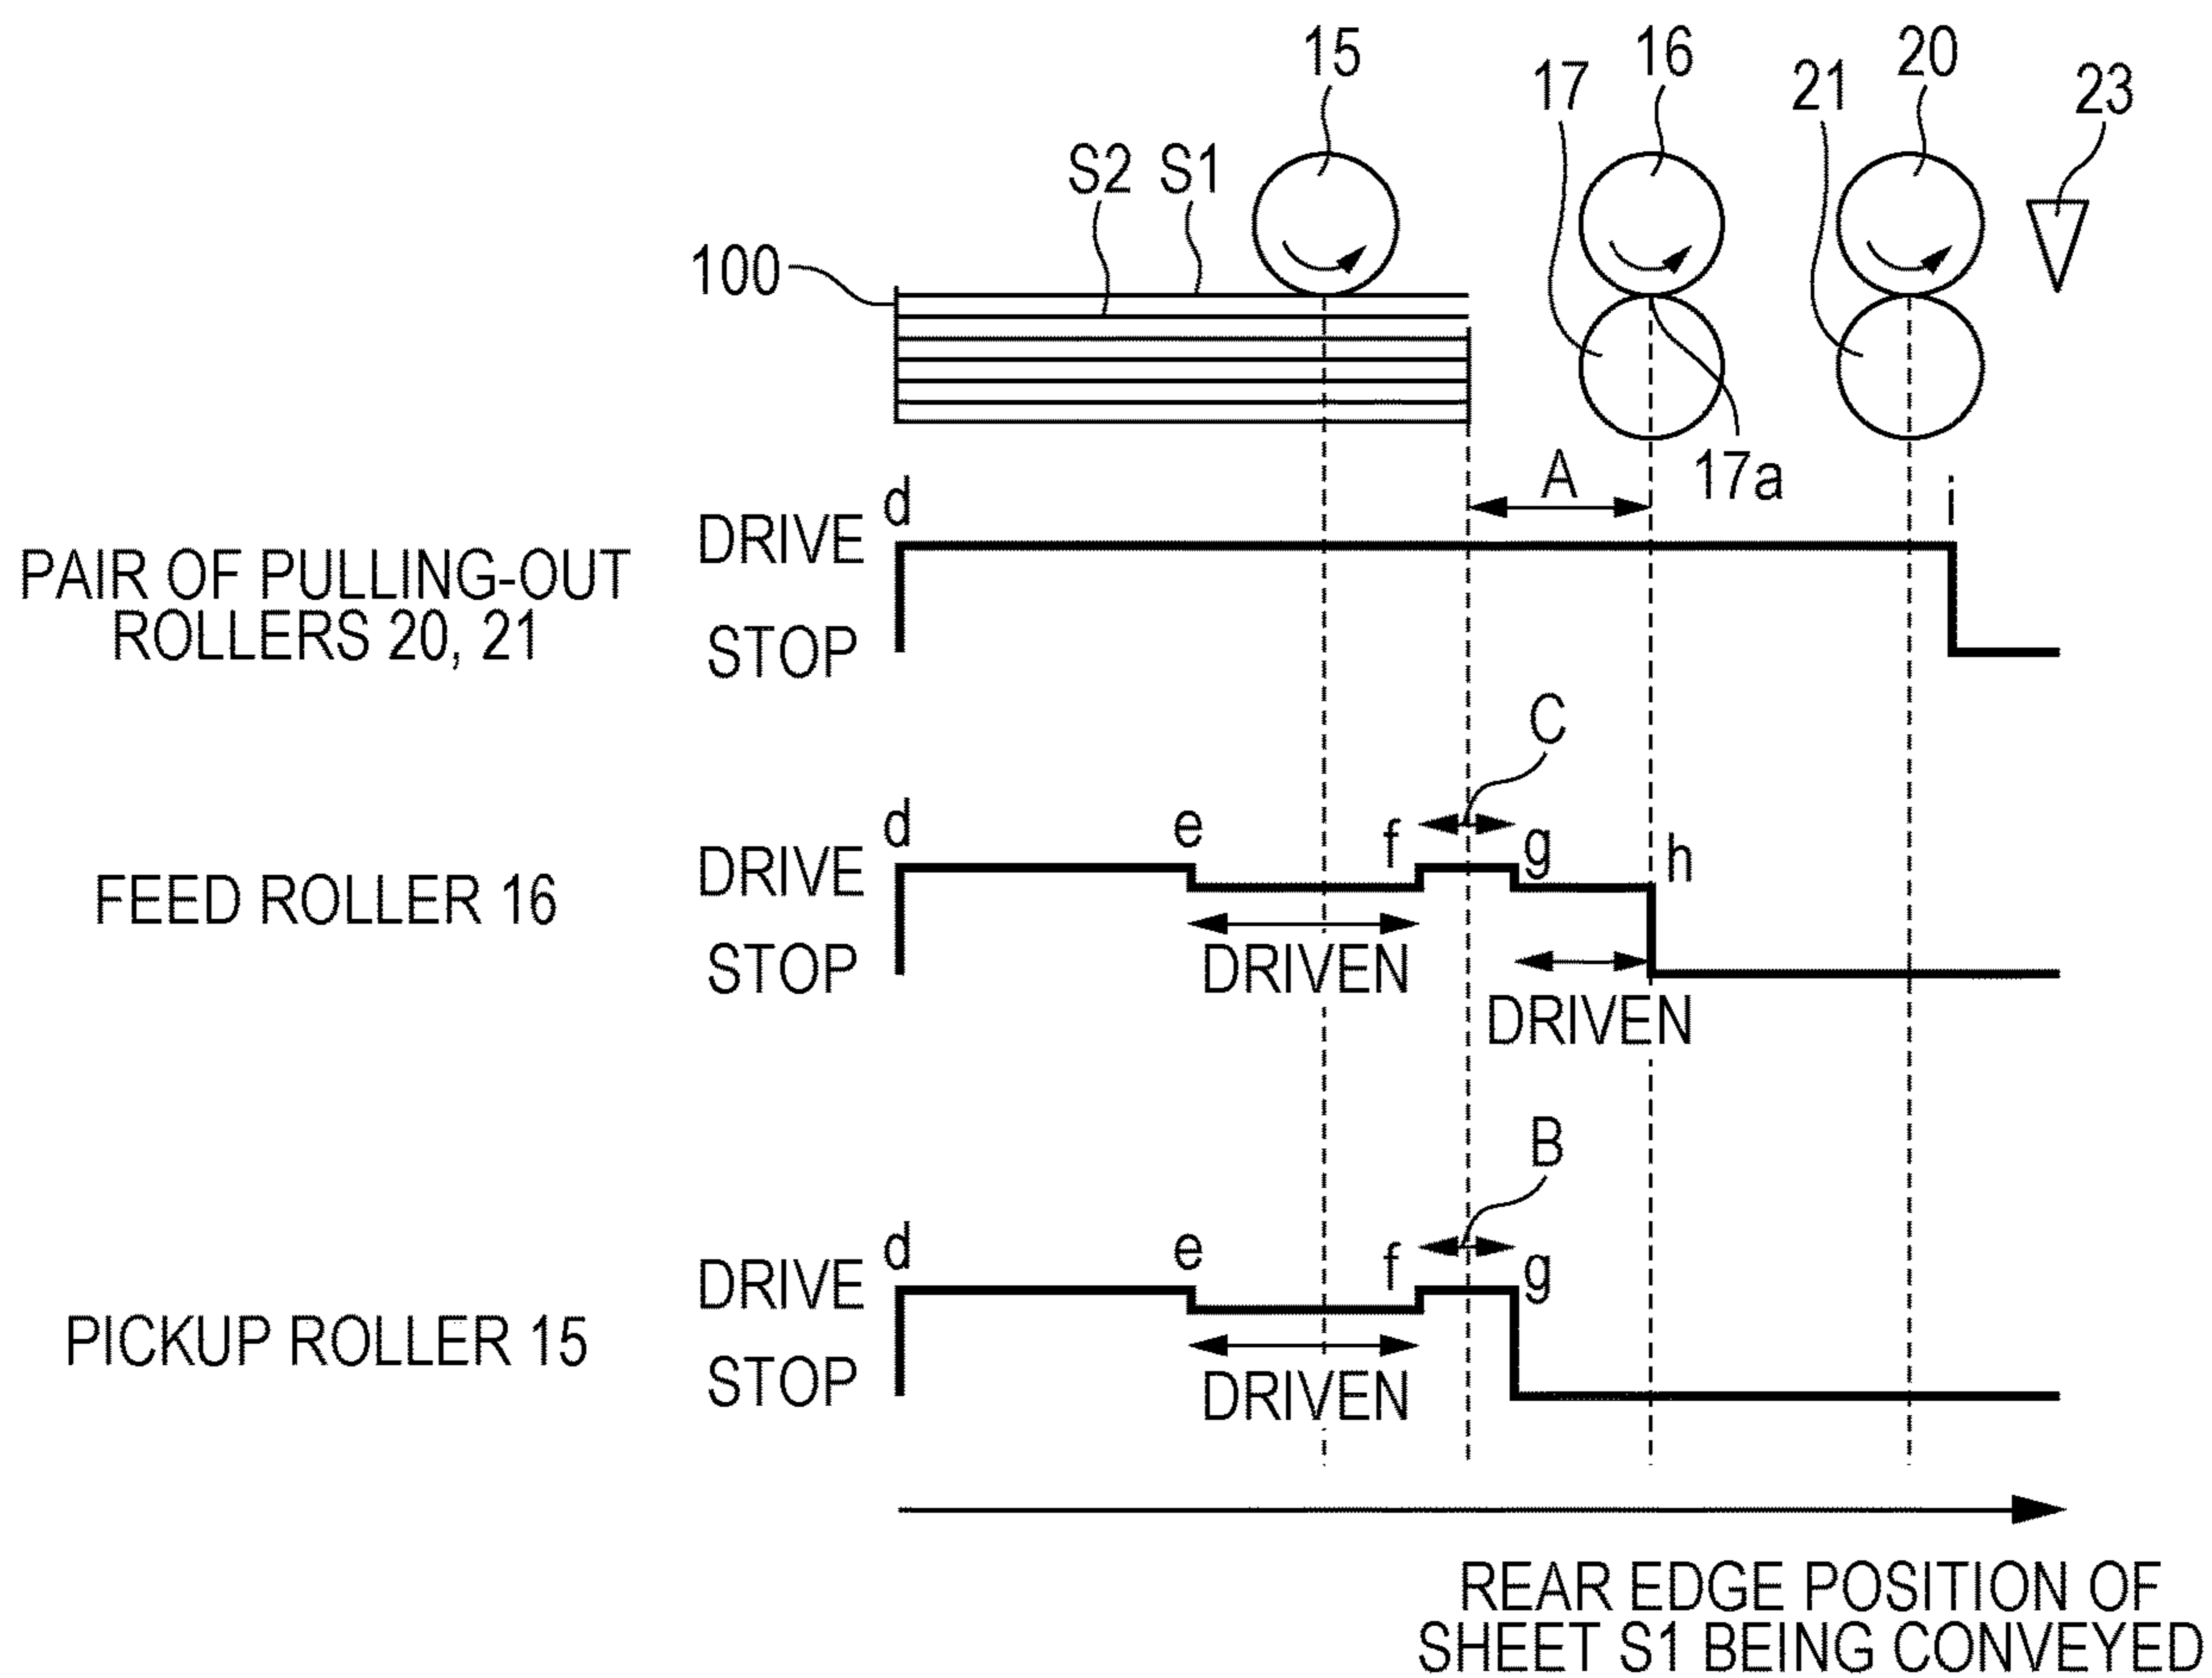 15
16
20
17
21
23
S2
S1
100
17a
A
d
i
DRIVE
PAIR OF PULLING-OUT
ROLLERS 20, 21
STOP
C
d
e
f
g
h
DRIVE
FEED ROLLER 16
STOP
DRIVEN
DRIVEN
B
d
e
f
g
DRIVE
PICKUP ROLLER 15
STOP
DRIVEN
REAR EDGE POSITION OF
SHEET S1 BEING CONVEYED